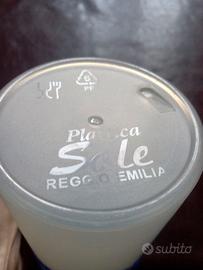 PP
Plastica
Sole
REGGIO EMILIA
subito